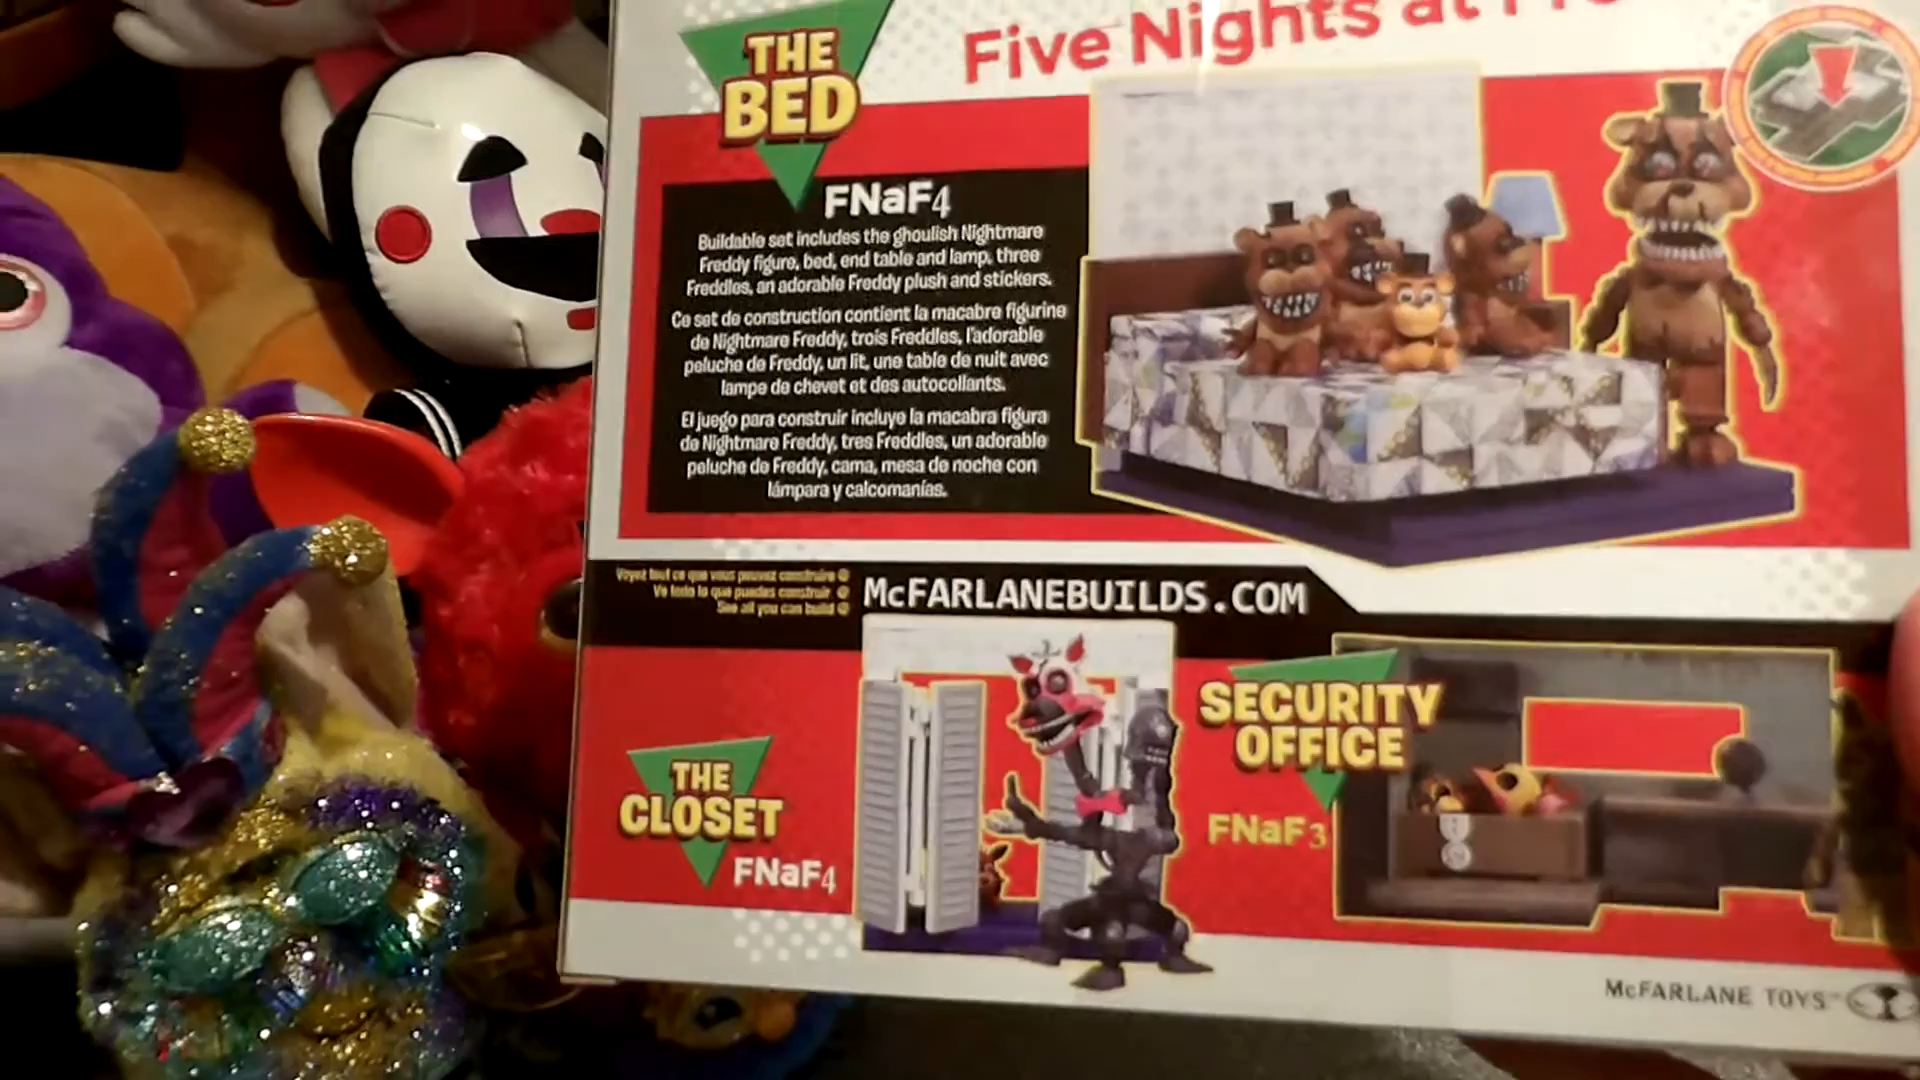 THE
BED
Five Nights at
FNaF4
Buildable set includes the ghoulish Nightmare
Freddy figure, bed, end table and lamp, three
Freddles, an adorable Freddy plush and stickers.
Ce set de construction contient la macabre figurine
de Nightmare Freddy, trois Freddles, l'adorable
peluche de Freddy, un lit, une table de nuit avec
lampe de chevet et des autocollants.
El juego para construir incluye la macabra figura
de Nightmare Freddy, tres Freddles, un adorable
peluche de Freddy, cama, mesa de noche con
lámpara y calcomanías.
Voyez tout ce que vous pouvez construire @
Ve todo lo que puedes construir @
See all you can build @
McFARLANEBUILDS.COM
THE
CLOSET
FNaF4
SECURITY
OFFICE
FNaF3
McFARLANE TOYS